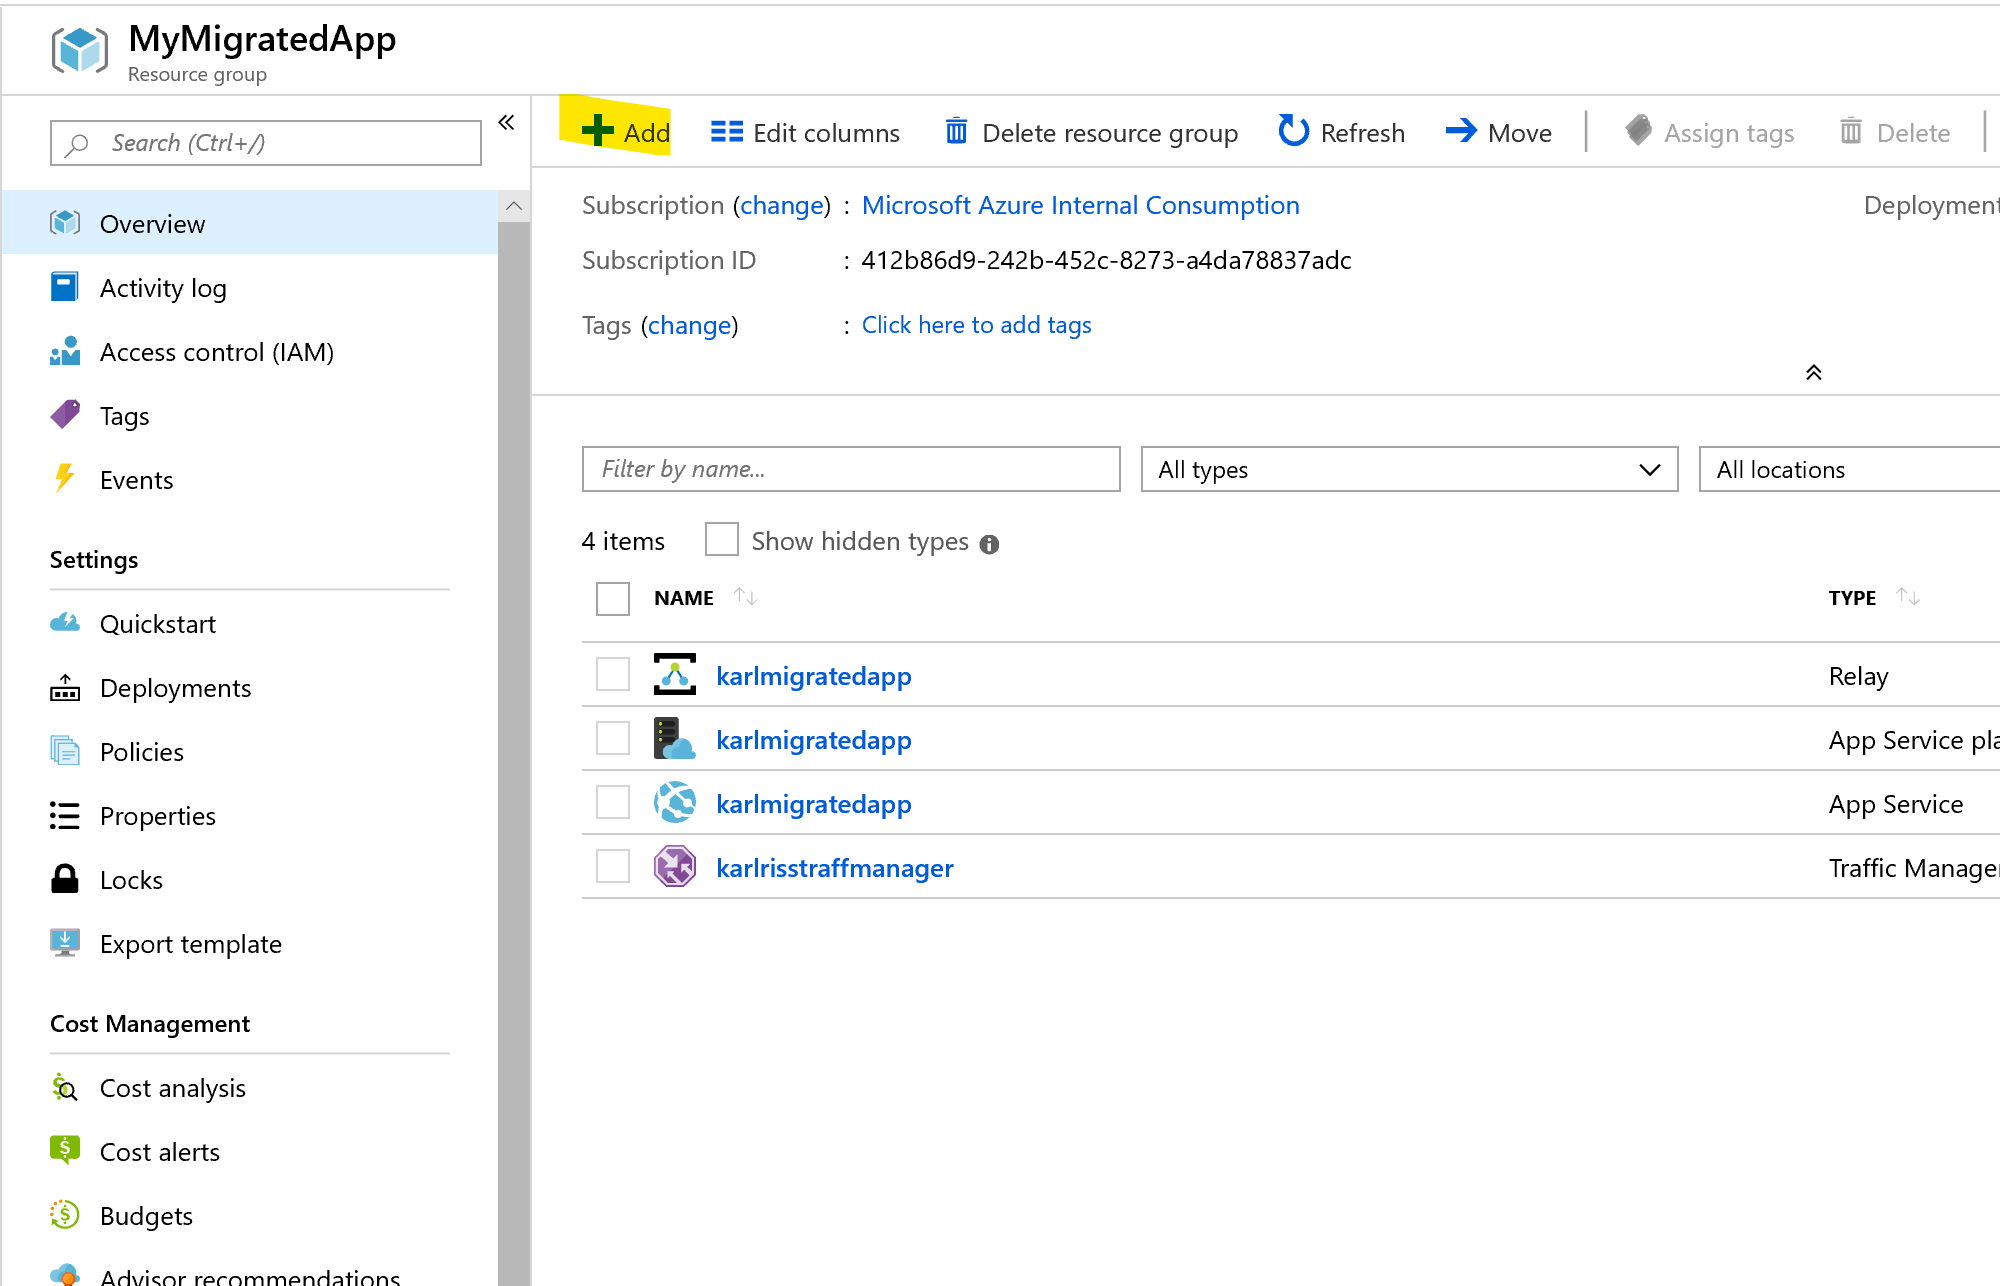 MyMigratedApp
Resource group
Search (Ctrl+/)
Overview
Activity log
Access control (IAM)
Tags
Events
Settings
Quickstart
Deployments
Policies
Properties
Locks
Export template
Cost Management
Cost analysis
Cost alerts
Budgets
Advisor recommendations
Add Edit columns Delete resource group Refresh Move Assign tags Delete
Subscription (change) : Microsoft Azure Internal Consumption Deployment
Subscription ID : 412b86d9-242b-452c-8273-a4da78837adc
Tags (change) : Click here to add tags
Filter by name... All types All locations
4 items Show hidden types
NAME TYPE
karlmigratedapp Relay
karlmigratedapp App Service pla
karlmigratedapp App Service
karlrisstraffmanager Traffic Manager